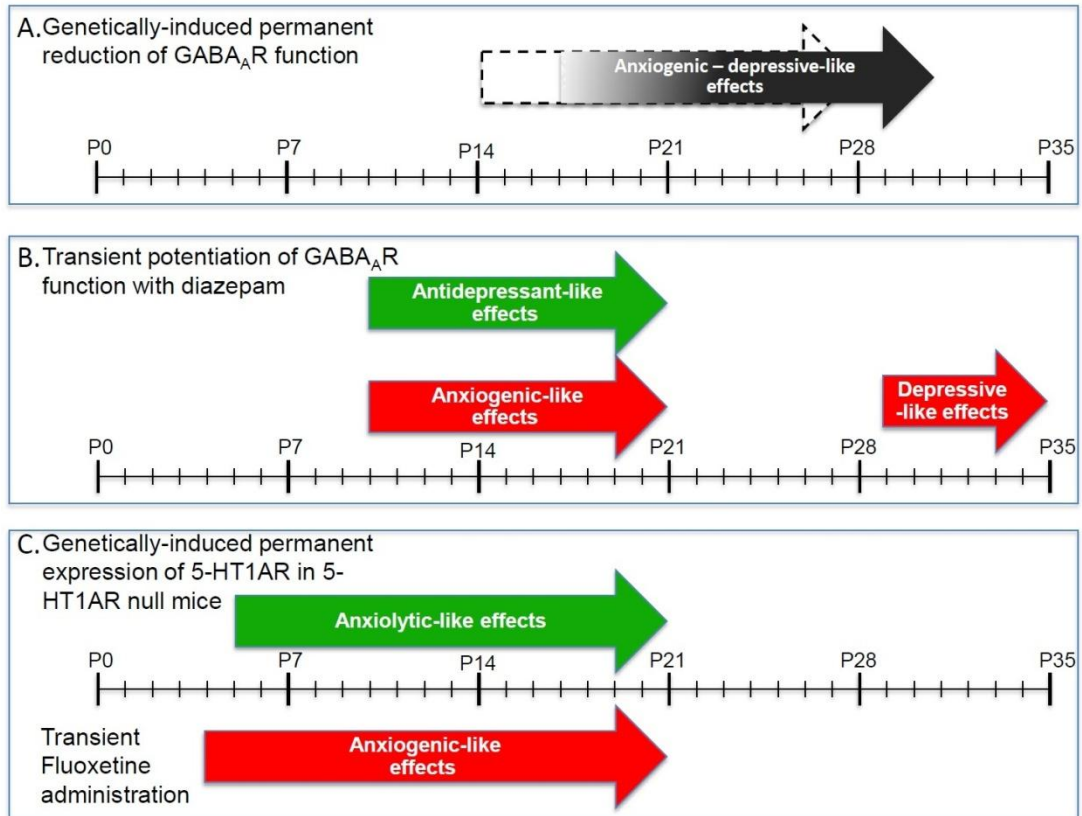 A. Genetically-induced permanent
reduction of GABAAR function
Anxiogenic – depressive-like
effects
P0 P7 P14 P21 P28 P35
B. Transient potentiation of GABAAR
function with diazepam
Antidepressant-like
effects
Anxiogenic-like
effects
Depressive
-like effects
P0 P7 P14 P21 P28 P35
C. Genetically-induced permanent
expression of 5-HT1AR in 5-
HT1AR null mice
Anxiolytic-like effects
P0 P7 P14 P21 P28 P35
Transient
Fluoxetine
administration
Anxiogenic-like
effects